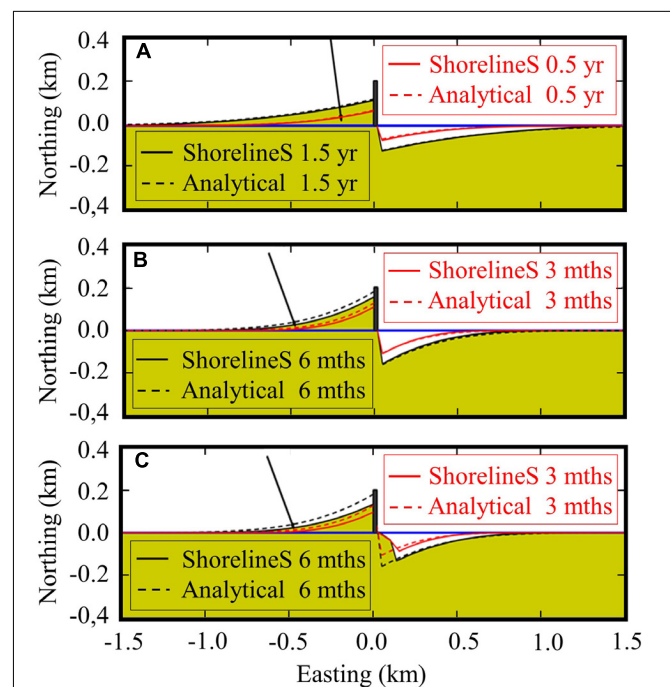 0.4
A
0.2
Northing (km)
0.0
-0.2
-0,4
ShorelineS 0.5 yr
Analytical 0.5 yr
ShorelineS 1.5 yr
Analytical 1.5 yr
0.4
B
0.2
Northing (km)
0.0
-0.2
-0,4
ShorelineS 3 mths
Analytical 3 mths
ShorelineS 6 mths
Analytical 6 mths
0.4
C
0.2
Northing (km)
0.0
-0.2
-0,4
ShorelineS 3 mths
Analytical 3 mths
ShorelineS 6 mths
Analytical 6 mths
-1.5 -1.0 -0.5 0.0 0.5 1.0 1.5
Easting (km)